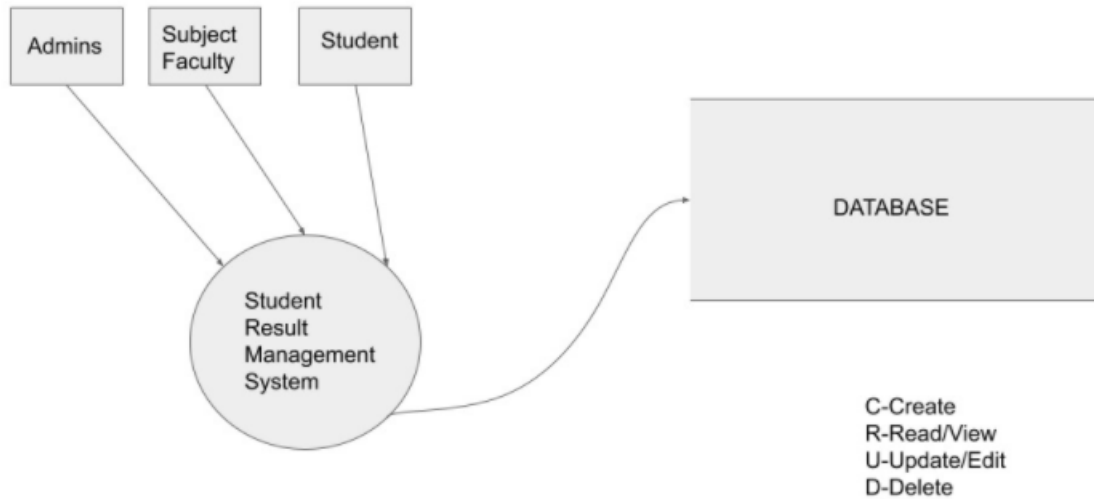 Admins
Subject
Faculty
Student
DATABASE
Student
Result
Management
System
C-Create
R-Read/View
U-Update/Edit
D-Delete